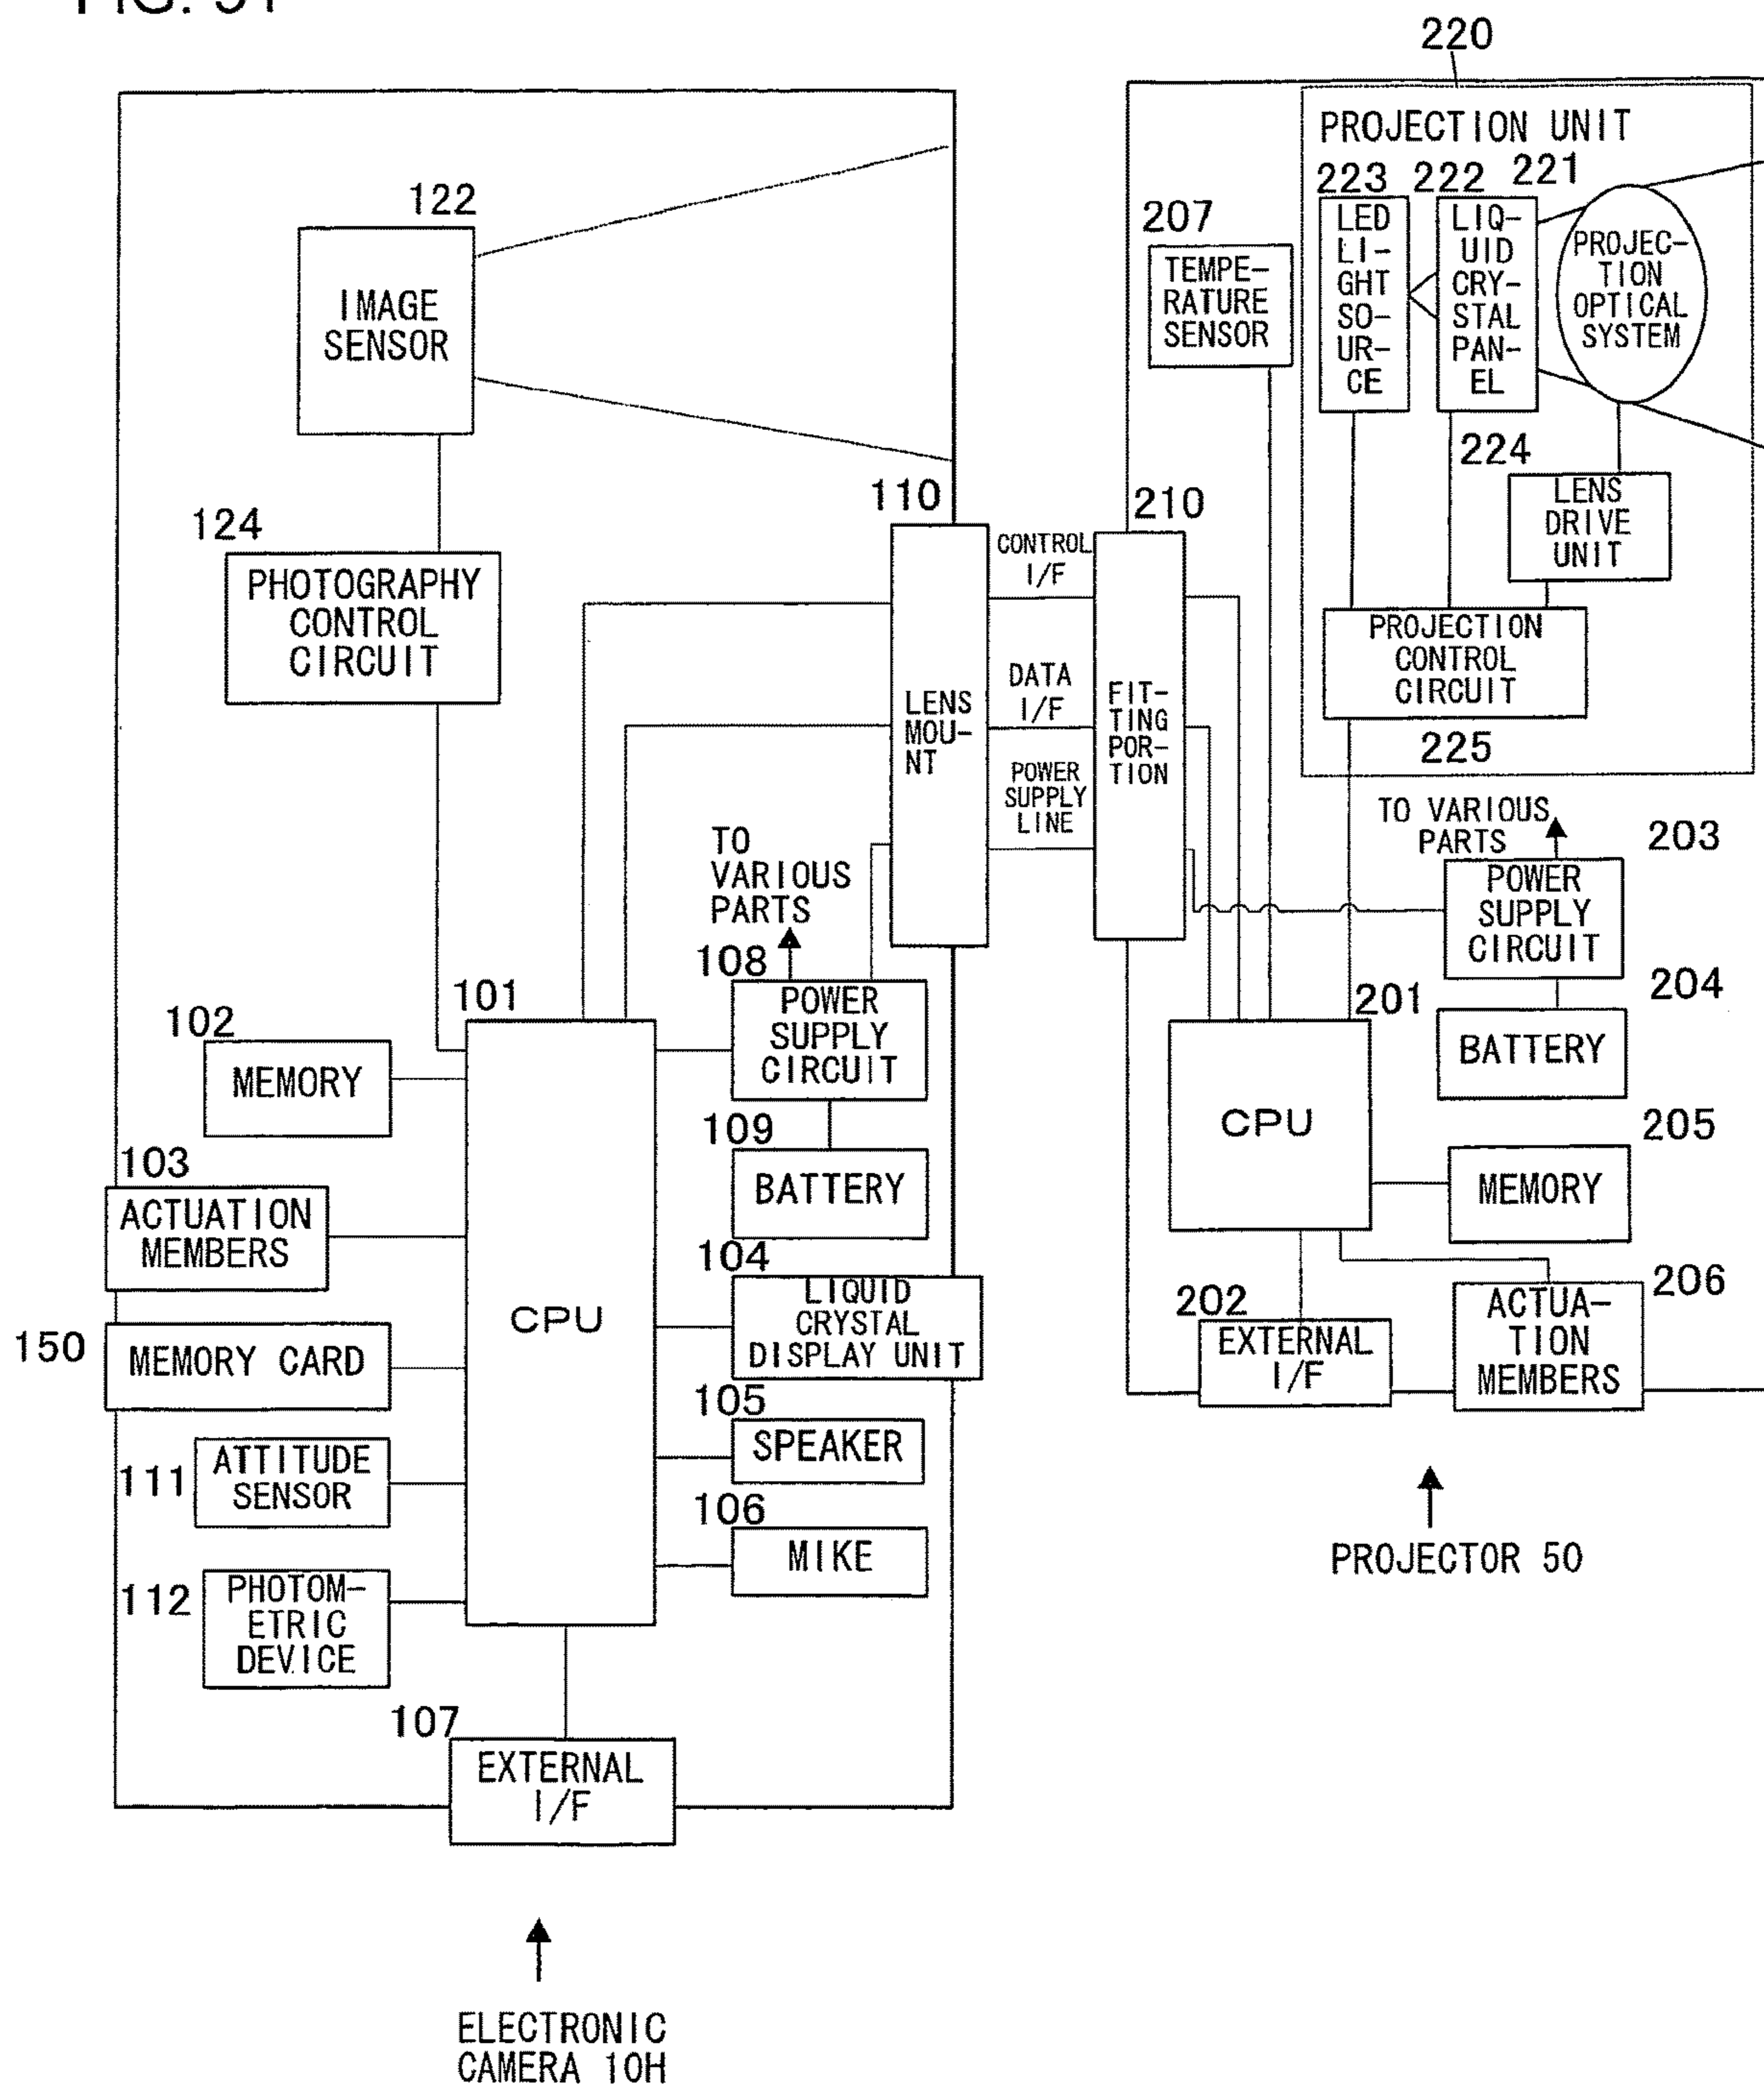 FIG. 51
220
PROJECTION UNIT
223
222
221
LED
LI-
GHT
SO-
UR-
CE
LIQ-
UID
CRY-
STAL
PAN-
EL
PROJEC-
TION
OPTICAL
SYSTEM
122
IMAGE
SENSOR
207
TEMPE-
RATURE
SENSOR
224
LENS
DRIVE
UNIT
124
PHOTOGRAPHY
CONTROL
CIRCUIT
110
LENS
MOU-
NT
CONTROL
I/F
DATA
I/F
POWER
SUPPLY
LINE
210
FIT-
TING
POR-
TION
PROJECTION
CONTROL
CIRCUIT
225
TO
VARIOUS
PARTS
108
POWER
SUPPLY
CIRCUIT
TO VARIOUS
PARTS
203
POWER
SUPPLY
CIRCUIT
204
BATTERY
101
CPU
102
MEMORY
109
BATTERY
201
CPU
205
MEMORY
103
ACTUATION
MEMBERS
104
LIQUID
CRYSTAL
DISPLAY UNIT
202
EXTERNAL
I/F
206
ACTUA-
TION
MEMBERS
150
MEMORY CARD
105
SPEAKER
111
ATTITUDE
SENSOR
106
MIKE
112
PHOTOM-
ETRIC
DEVICE
107
EXTERNAL
I/F
PROJECTOR 50
ELECTRONIC
CAMERA 10H